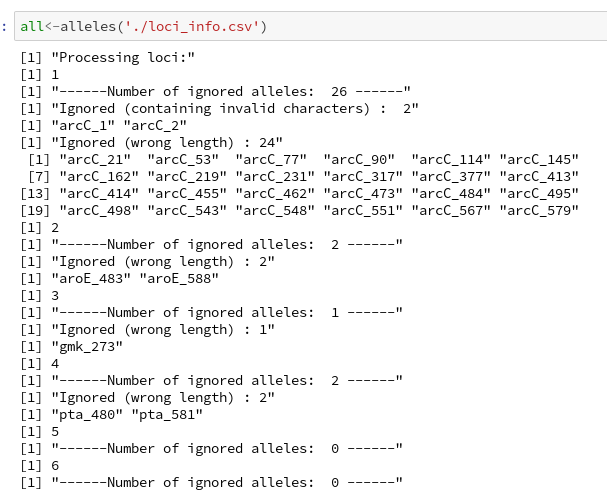 : all<-alleles('./loci_info.csv')
[1] "Processing loci:"
[1] 1
[1] "------Number of ignored alleles:  26 ------"
[1] "Ignored (containing invalid characters) :  2"
[1] "arcC_1" "arcC_2"
[1] "Ignored (wrong length) : 24"
 [1] "arcC_21"  "arcC_53"  "arcC_77"  "arcC_90"  "arcC_114" "arcC_145"
 [7] "arcC_162" "arcC_219" "arcC_231" "arcC_317" "arcC_377" "arcC_413"
[13] "arcC_414" "arcC_455" "arcC_462" "arcC_473" "arcC_484" "arcC_495"
[19] "arcC_498" "arcC_543" "arcC_548" "arcC_551" "arcC_567" "arcC_579"
[1] 2
[1] "------Number of ignored alleles:  2 ------"
[1] "Ignored (wrong length) : 2"
[1] "aroE_483" "aroE_588"
[1] 3
[1] "------Number of ignored alleles:  1 ------"
[1] "Ignored (wrong length) : 1"
[1] "gmk_273"
[1] 4
[1] "------Number of ignored alleles:  2 ------"
[1] "Ignored (wrong length) : 2"
[1] "pta_480" "pta_581"
[1] 5
[1] "------Number of ignored alleles:  0 ------"
[1] 6
[1] "------Number of ignored alleles:  0 ------"